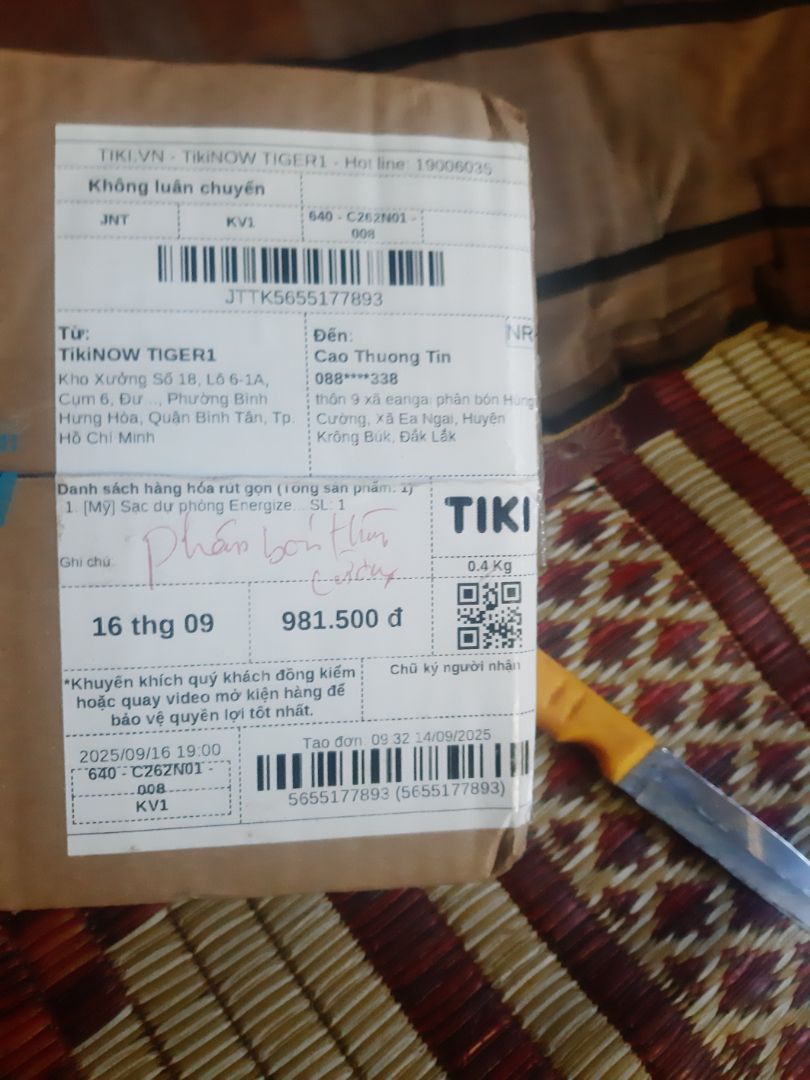 TIKI.VN - TikiNOW TIGER1 - Hot line: 19006035
Không luân chuyển
JNT
KV1
640 - C262N01 -
008
JTTK5655177893
Từ:
TikiNOW TIGER1
Kho Xưởng Số 18, Lô 6-1A,
Cụm 6, Đư .., Phường Bình
Hưng Hòa, Quận Bình Tân, Tp.
Hồ Chí Minh
Đến:
NR
Cao Thuong Tin
088****338
thôn 9 xã eangai phân bón Hùng
Cường, Xã Ea Ngai, Huyện
Krông Búk, Đắk Lắk
Danh sách hàng hóa rút gọn (Tổng sản phẩm: 1)
1. [Mỹ] Sạc dự phòng Energize... SL: 1
TIKI
Ghi chú:
Phân bón Hùng
Cường
0.4 Kg
16 thg 09
981.500 đ
*Khuyến khích quý khách đồng kiểm
hoặc quay video mở kiện hàng để
bảo vệ quyền lợi tốt nhất.
Chữ ký người nhận
2025/09/16 19:00
640 - C262N01 -
008
KV1
Tạo đơn: 09:32 14/09/2025
5655177893 (5655177893)